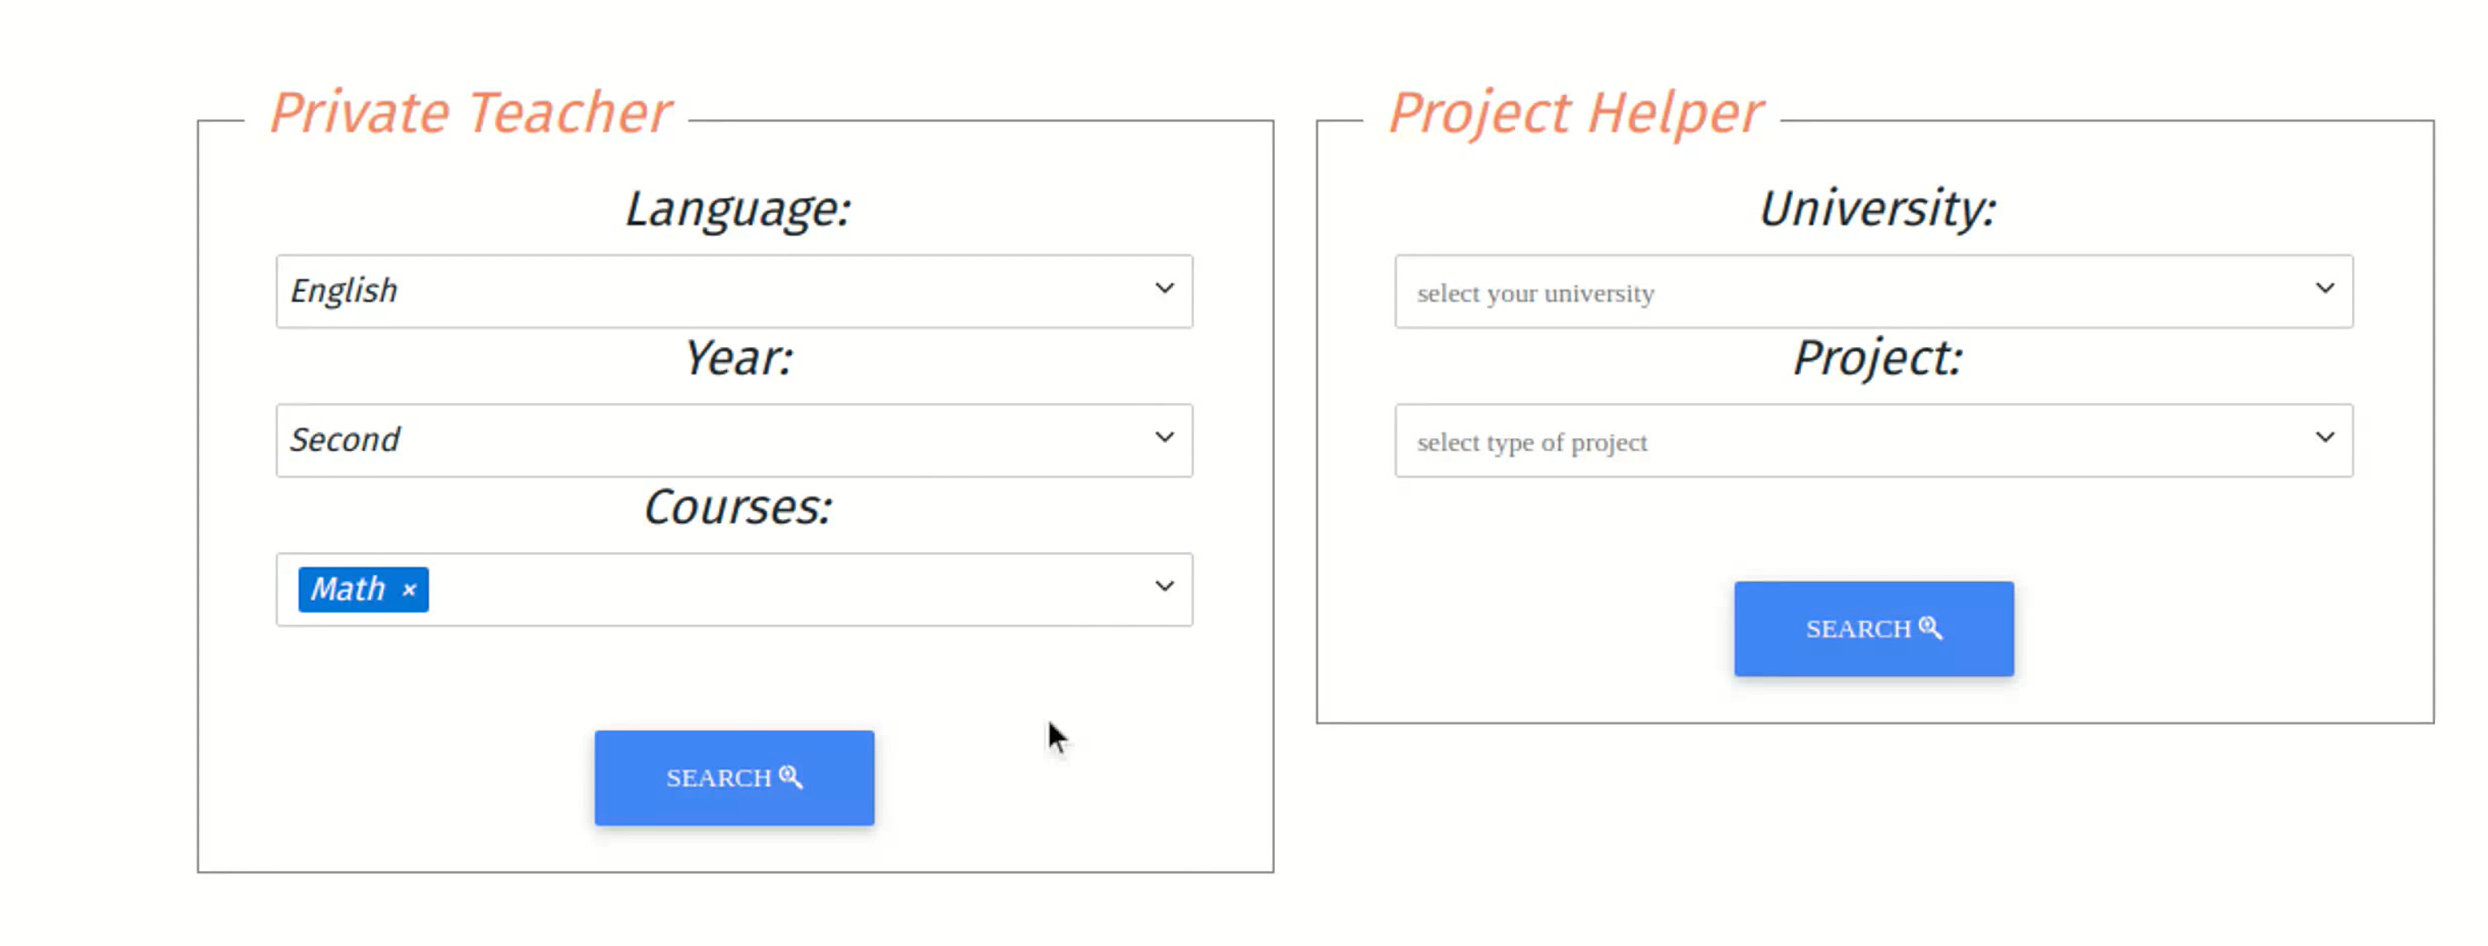 Private Teacher
Language:
English
Year:
Second
Courses:
Math ×
SEARCH
Project Helper
University:
select your university
Project:
select type of project
SEARCH